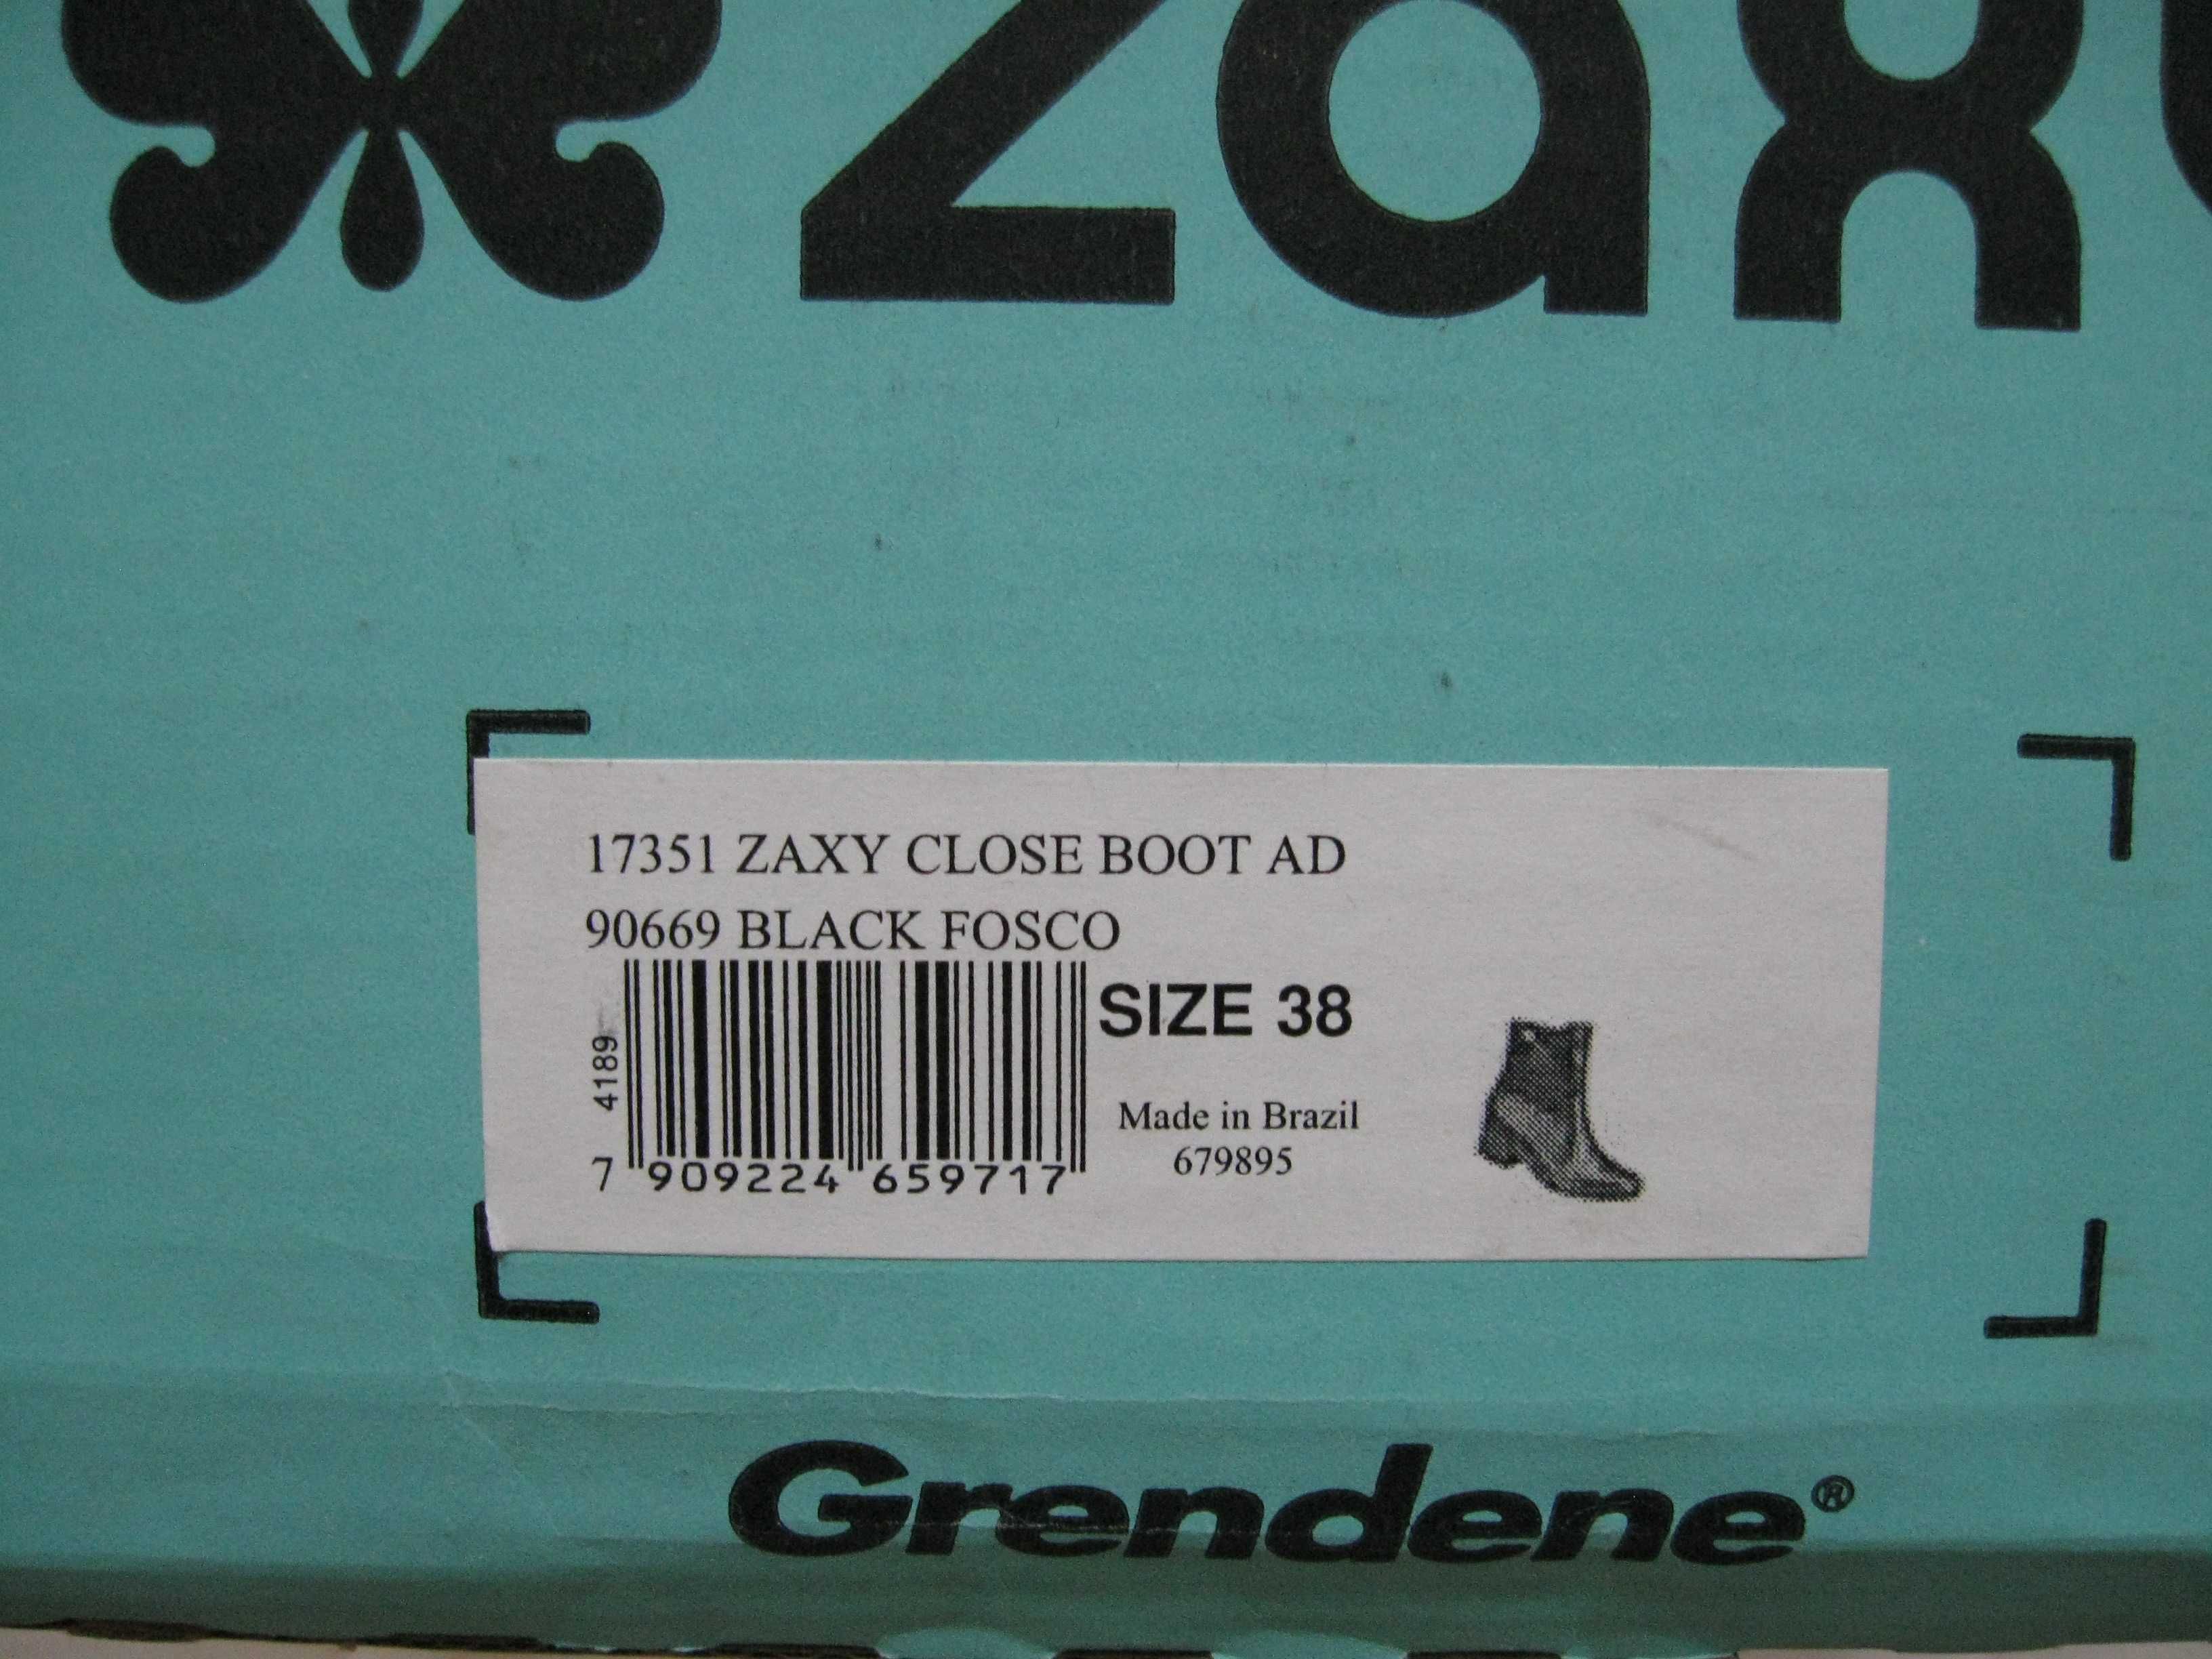 zaxy
17351 ZAXY CLOSE BOOT AD
90669 BLACK FOSCO
4189
SIZE 38
Made in Brazil
679895
7 909224 659717
Grendene®